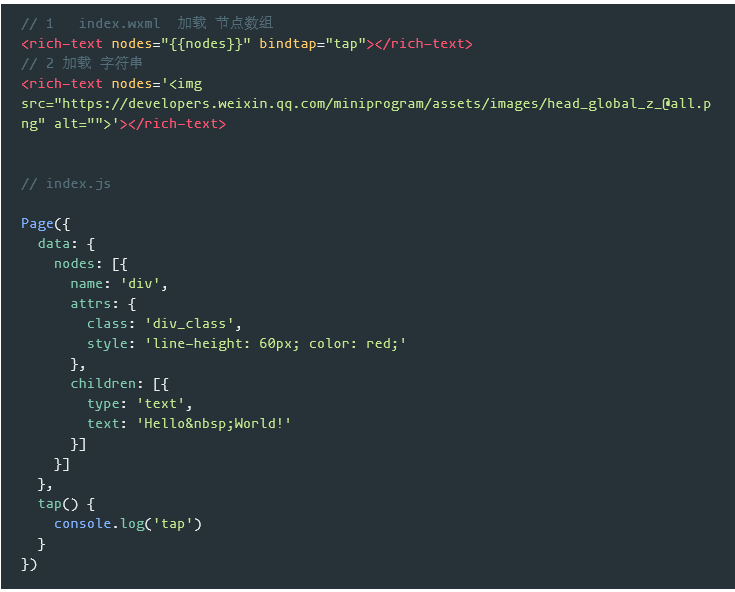 // 1   index.wxml  加载 节点数组
<rich-text nodes="{{nodes}}" bindtap="tap"></rich-text>
// 2 加载 字符串
<rich-text nodes='<img
src="https://developers.weixin.qq.com/miniprogram/assets/images/head_global_z_@all.p
ng" alt="">'></rich-text>
// index.js
Page({
  data: {
    nodes: [{
      name: 'div',
      attrs: {
        class: 'div_class',
        style: 'line-height: 60px; color: red;'
      },
      children: [{
        type: 'text',
        text: 'Hello&nbsp;World!'
      }]
    }]
  },
  tap() {
    console.log('tap')
  }
})